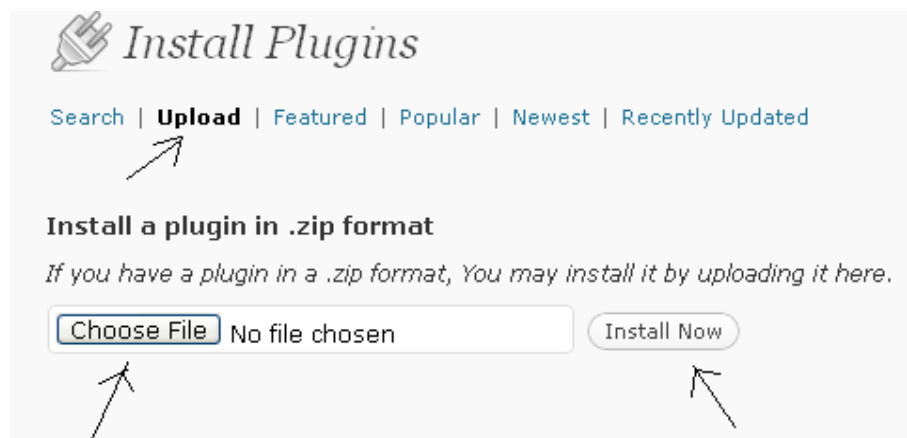 Install Plugins
Search | Upload | Featured | Popular | Newest | Recently Updated
Install a plugin in .zip format
If you have a plugin in a .zip format, You may install it by uploading it here.
Choose File No file chosen Install Now